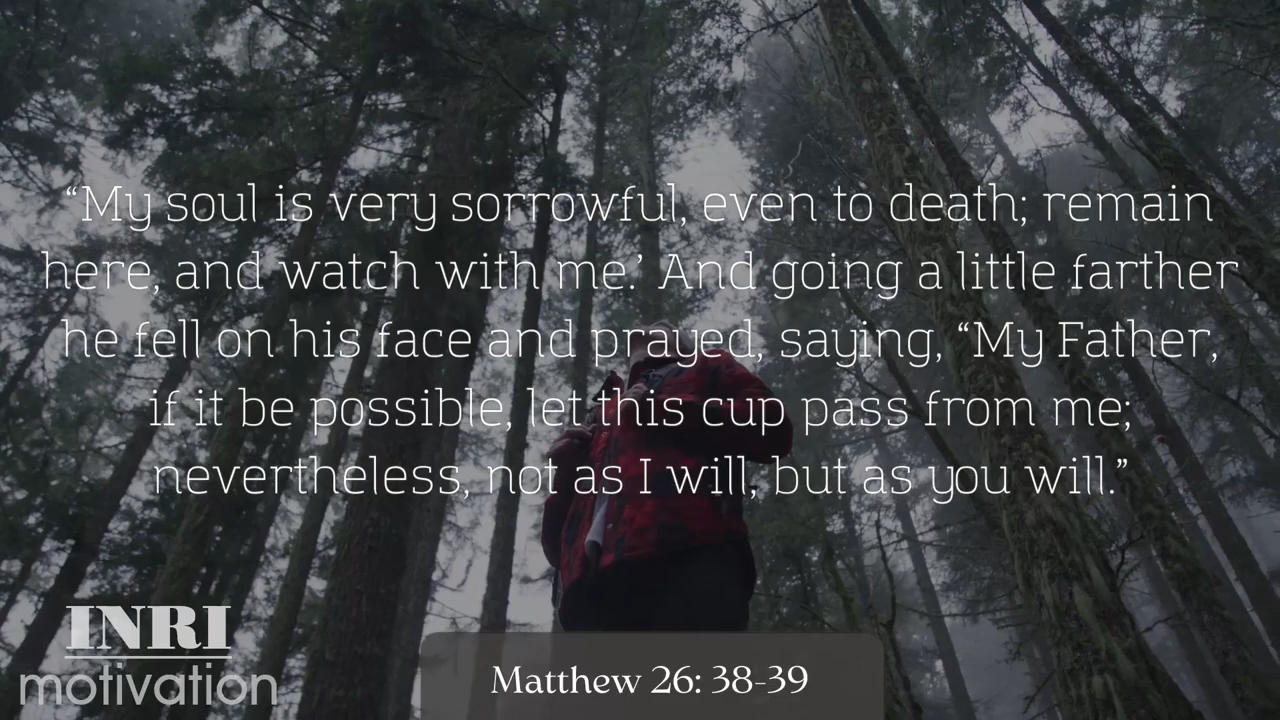 “My soul is very sorrowful, even to death; remain
here, and watch with me.’ And going a little farther
he fell on his face and prayed, saying, “My Father,
if it be possible, let this cup pass from me;
nevertheless, not as I will, but as you will.”
INRI
motivation
Matthew 26: 38-39